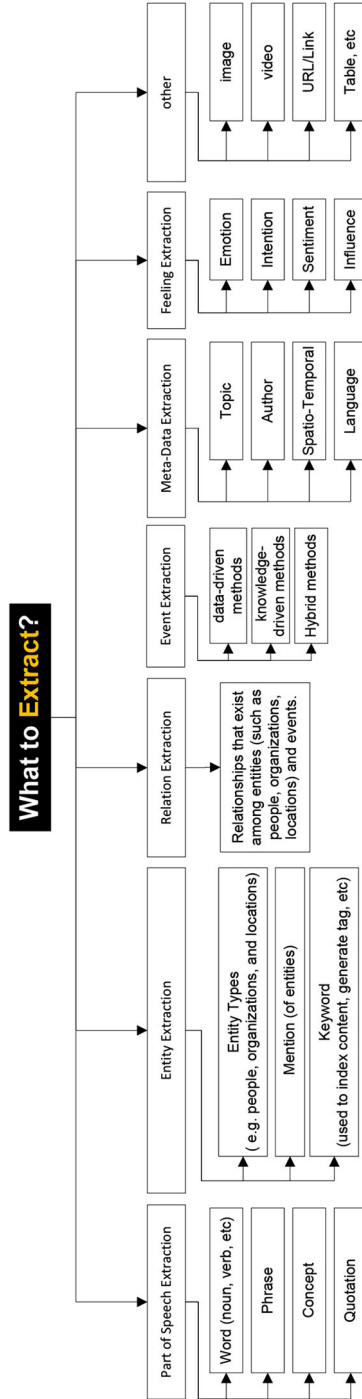 What to Extract?
Part of Speech Extraction
Word (noun, verb, etc)
Phrase
Concept
Quotation
Entity Extraction
Entity Types
( e.g. people, organizations, and locations)
Mention (of entities)
Keyword
(used to index content, generate tag, etc)
Relation Extraction
Relationships that exist
among entities (such as
people, organizations,
locations) and events.
Event Extraction
data-driven
methods
knowledge-
driven methods
Hybrid methods
Meta-Data Extraction
Topic
Author
Spatio-Temporal
Language
Feeling Extraction
Emotion
Intention
Sentiment
Influence
other
image
video
URL/Link
Table, etc